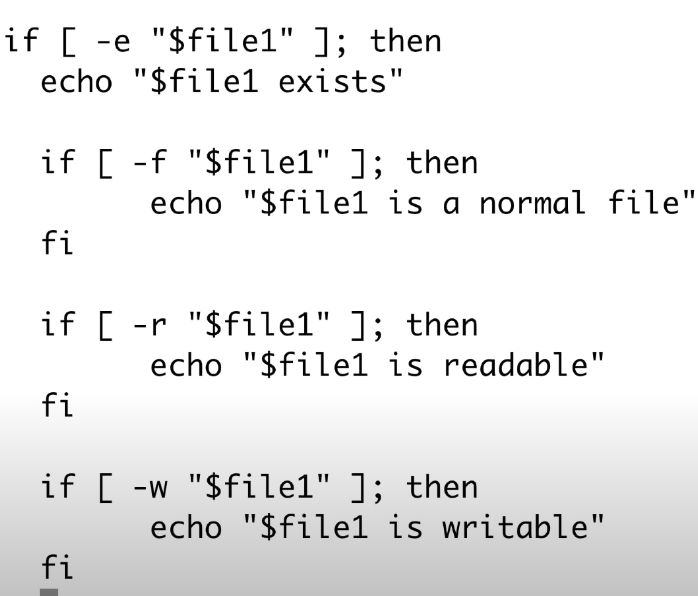 if [ -e "$file1" ]; then
  echo "$file1 exists"

  if [ -f "$file1" ]; then
        echo "$file1 is a normal file"
  fi

  if [ -r "$file1" ]; then
        echo "$file1 is readable"
  fi

  if [ -w "$file1" ]; then
        echo "$file1 is writable"
  fi